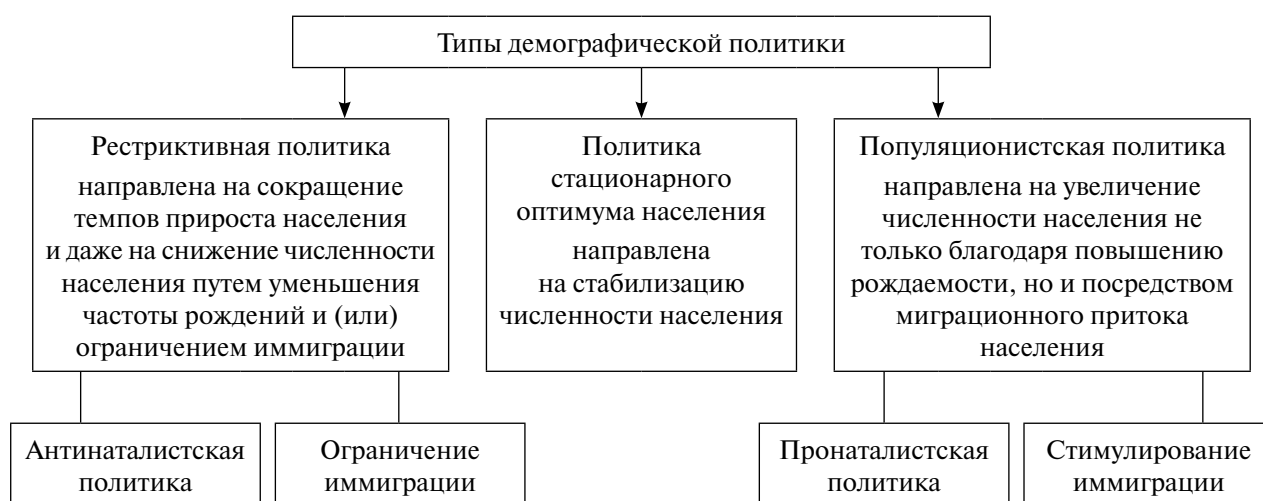 Типы демографической политики
Рестриктивная политика
направлена на сокращение
темпов прироста населения
и даже на снижение численности
населения путем уменьшения
частоты рождений и (или)
ограничением иммиграции
Политика
стационарного
оптимума населения
направлена
на стабилизацию
численности населения
Популяционистская политика
направлена на увеличение
численности населения не
только благодаря повышению
рождаемости, но и посредством
миграционного притока
населения
Антинаталистская
политика
Ограничение
иммиграции
Пронаталистская
политика
Стимулирование
иммиграции